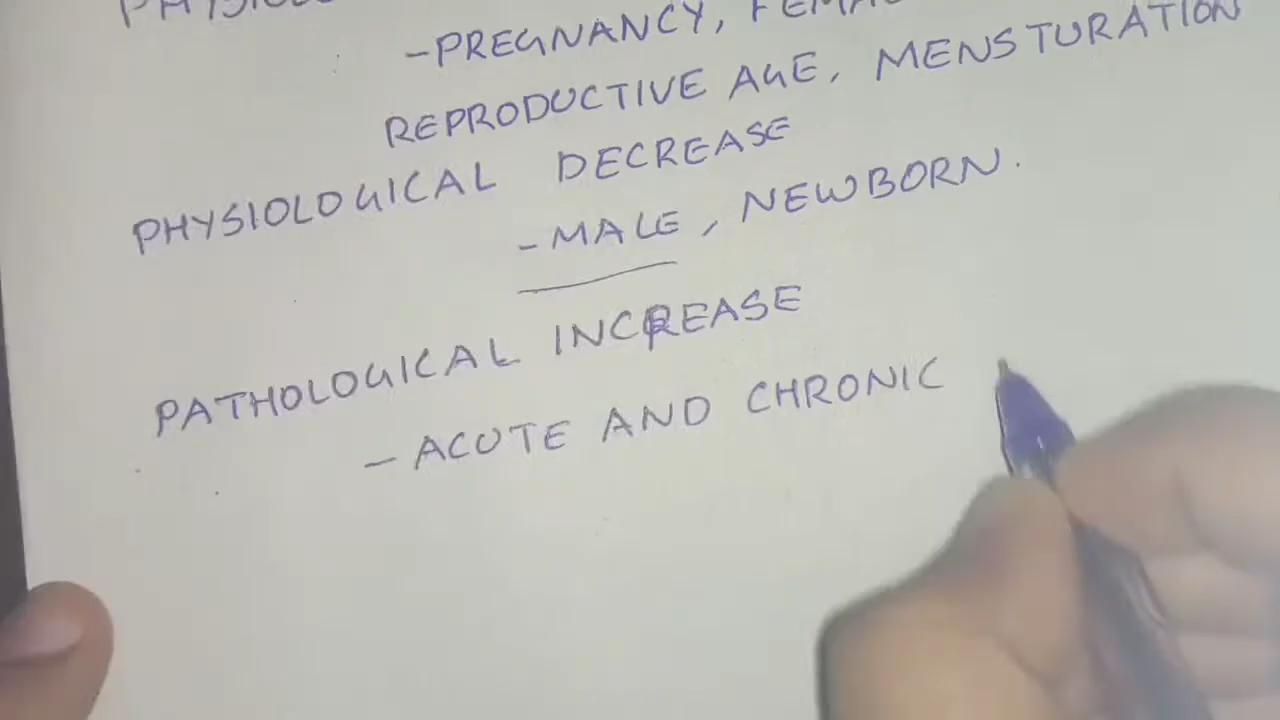 - PREGNANCY,
REPRODUCTIVE AGE, MENSTURATION
PHYSIOLOGICAL DECREASE
- MALE, NEWBORN.
PATHOLOGICAL INCREASE
- ACUTE AND CHRONIC